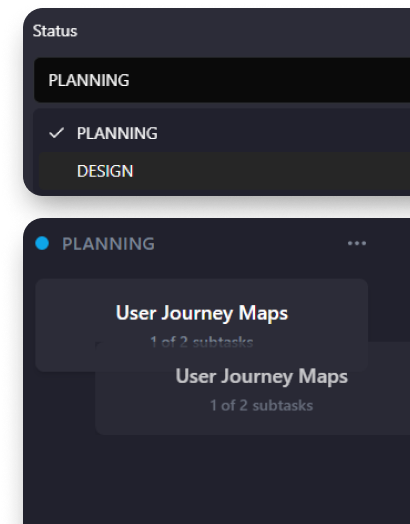 Status
PLANNING
PLANNING
DESIGN
PLANNING
User Journey Maps
1 of 2 subtasks
User Journey Maps
1 of 2 subtasks